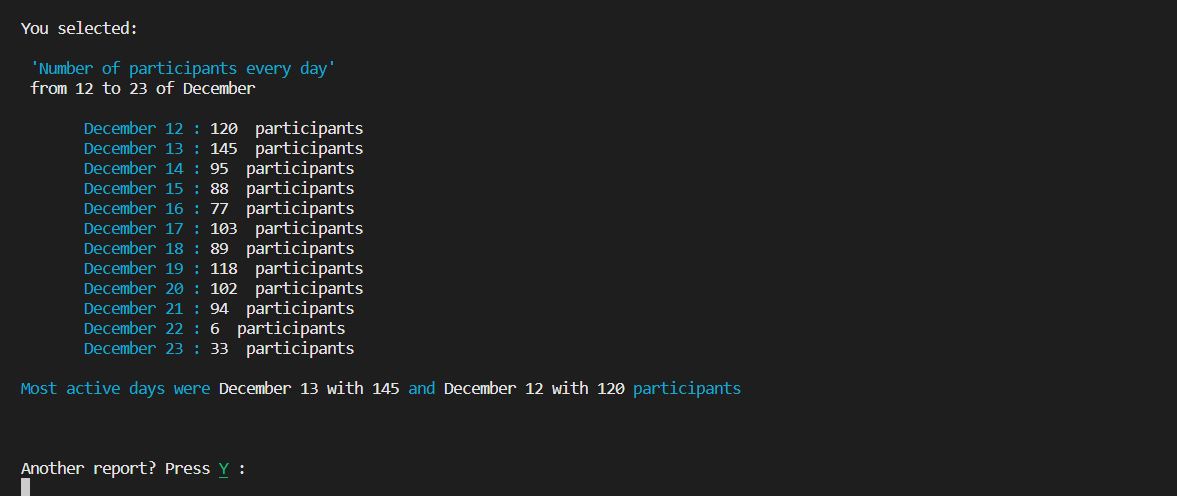 You selected:
'Number of participants every day'
from 12 to 23 of December
December 12 : 120  participants
December 13 : 145  participants
December 14 : 95  participants
December 15 : 88  participants
December 16 : 77  participants
December 17 : 103  participants
December 18 : 89  participants
December 19 : 118  participants
December 20 : 102  participants
December 21 : 94  participants
December 22 : 6  participants
December 23 : 33  participants
Most active days were December 13 with 145 and December 12 with 120 participants
Another report? Press Y :